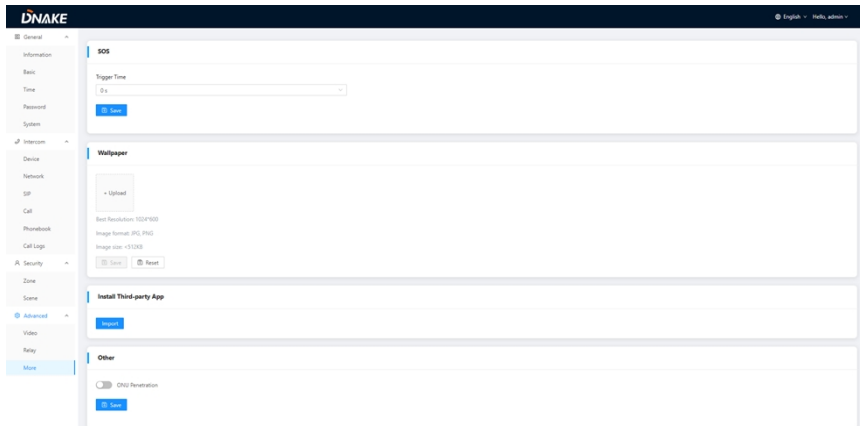 DNAKE
English
Hello, admin
General
Information
Basic
Time
Password
System
Intercom
Device
Network
SIP
Call
Phonebook
Call Logs
Security
Zone
Scene
Advanced
Video
Relay
More
SOS
Trigger Time
0 s
Save
Wallpaper
+ Upload
Best Resolution: 1024*600
Image format: JPG, PNG
Image size: <512KB
Save
Reset
Install Third-party App
Import
Other
ONU Penetration
Save